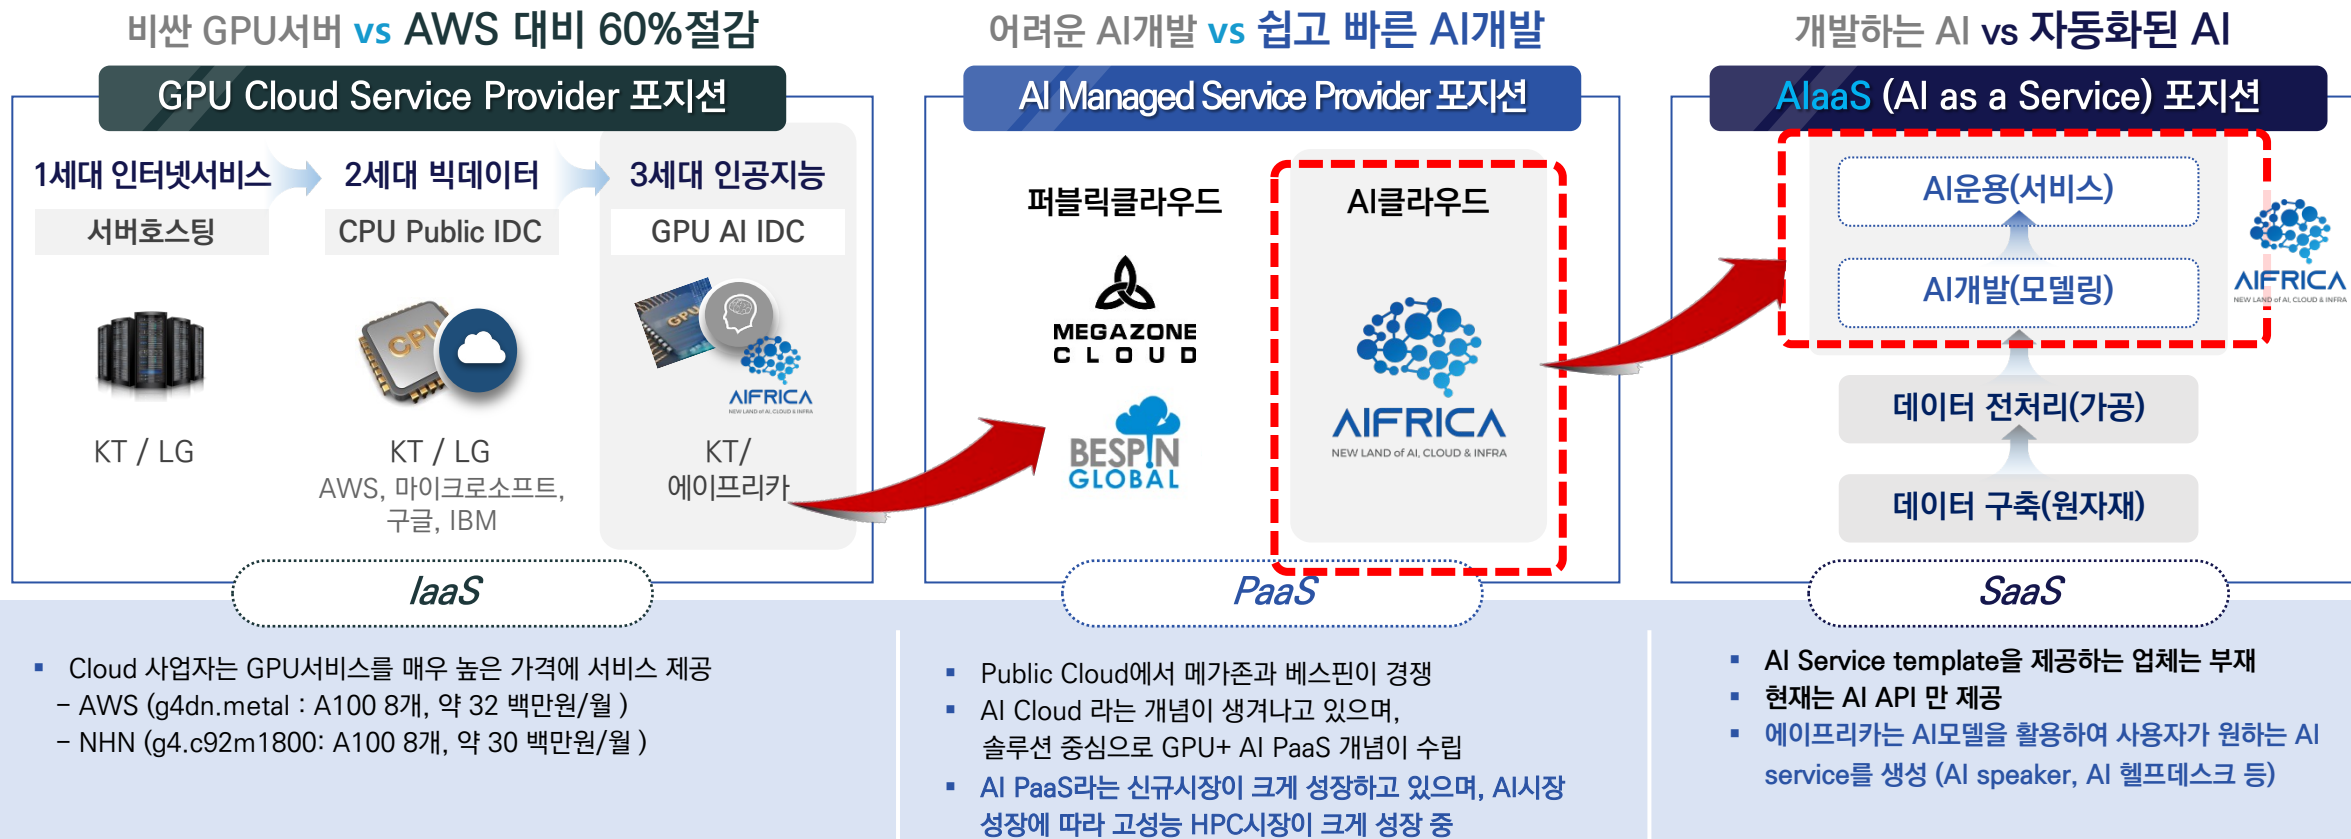 비싼 GPU서버 vs AWS 대비 60%절감
GPU Cloud Service Provider 포지션
1세대 인터넷서비스
2세대 빅데이터
3세대 인공지능
서버호스팅
CPU Public IDC
GPU AI IDC
CPU
GPU
AIFRICA
NEW LAND of AI, CLOUD & INFRA
KT / LG
KT / LG
AWS, 마이크로소프트,
구글, IBM
KT/
에이프리카
IaaS
▪ Cloud 사업자는 GPU서비스를 매우 높은 가격에 서비스 제공
– AWS (g4dn.metal : A100 8개, 약 32 백만원/월 )
– NHN (g4.c92m1800: A100 8개, 약 30 백만원/월 )
어려운 AI개발 vs 쉽고 빠른 AI개발
AI Managed Service Provider 포지션
퍼블릭클라우드
AI클라우드
MEGAZONE
CLOUD
BESPIN
GLOBAL
AIFRICA
NEW LAND of AI, CLOUD & INFRA
PaaS
▪ Public Cloud에서 메가존과 베스핀이 경쟁
▪ AI Cloud 라는 개념이 생겨나고 있으며,
솔루션 중심으로 GPU+ AI PaaS 개념이 수립
▪ AI PaaS라는 신규시장이 크게 성장하고 있으며, AI시장
성장에 따라 고성능 HPC시장이 크게 성장 중
개발하는 AI vs 자동화된 AI
AIaaS (AI as a Service) 포지션
AI운용(서비스)
AI개발(모델링)
AIFRICA
NEW LAND of AI, CLOUD & INFRA
데이터 전처리(가공)
데이터 구축(원자재)
SaaS
▪ AI Service template을 제공하는 업체는 부재
▪ 현재는 AI API 만 제공
▪ 에이프리카는 AI모델을 활용하여 사용자가 원하는 AI
service를 생성 (AI speaker, AI 헬프데스크 등)